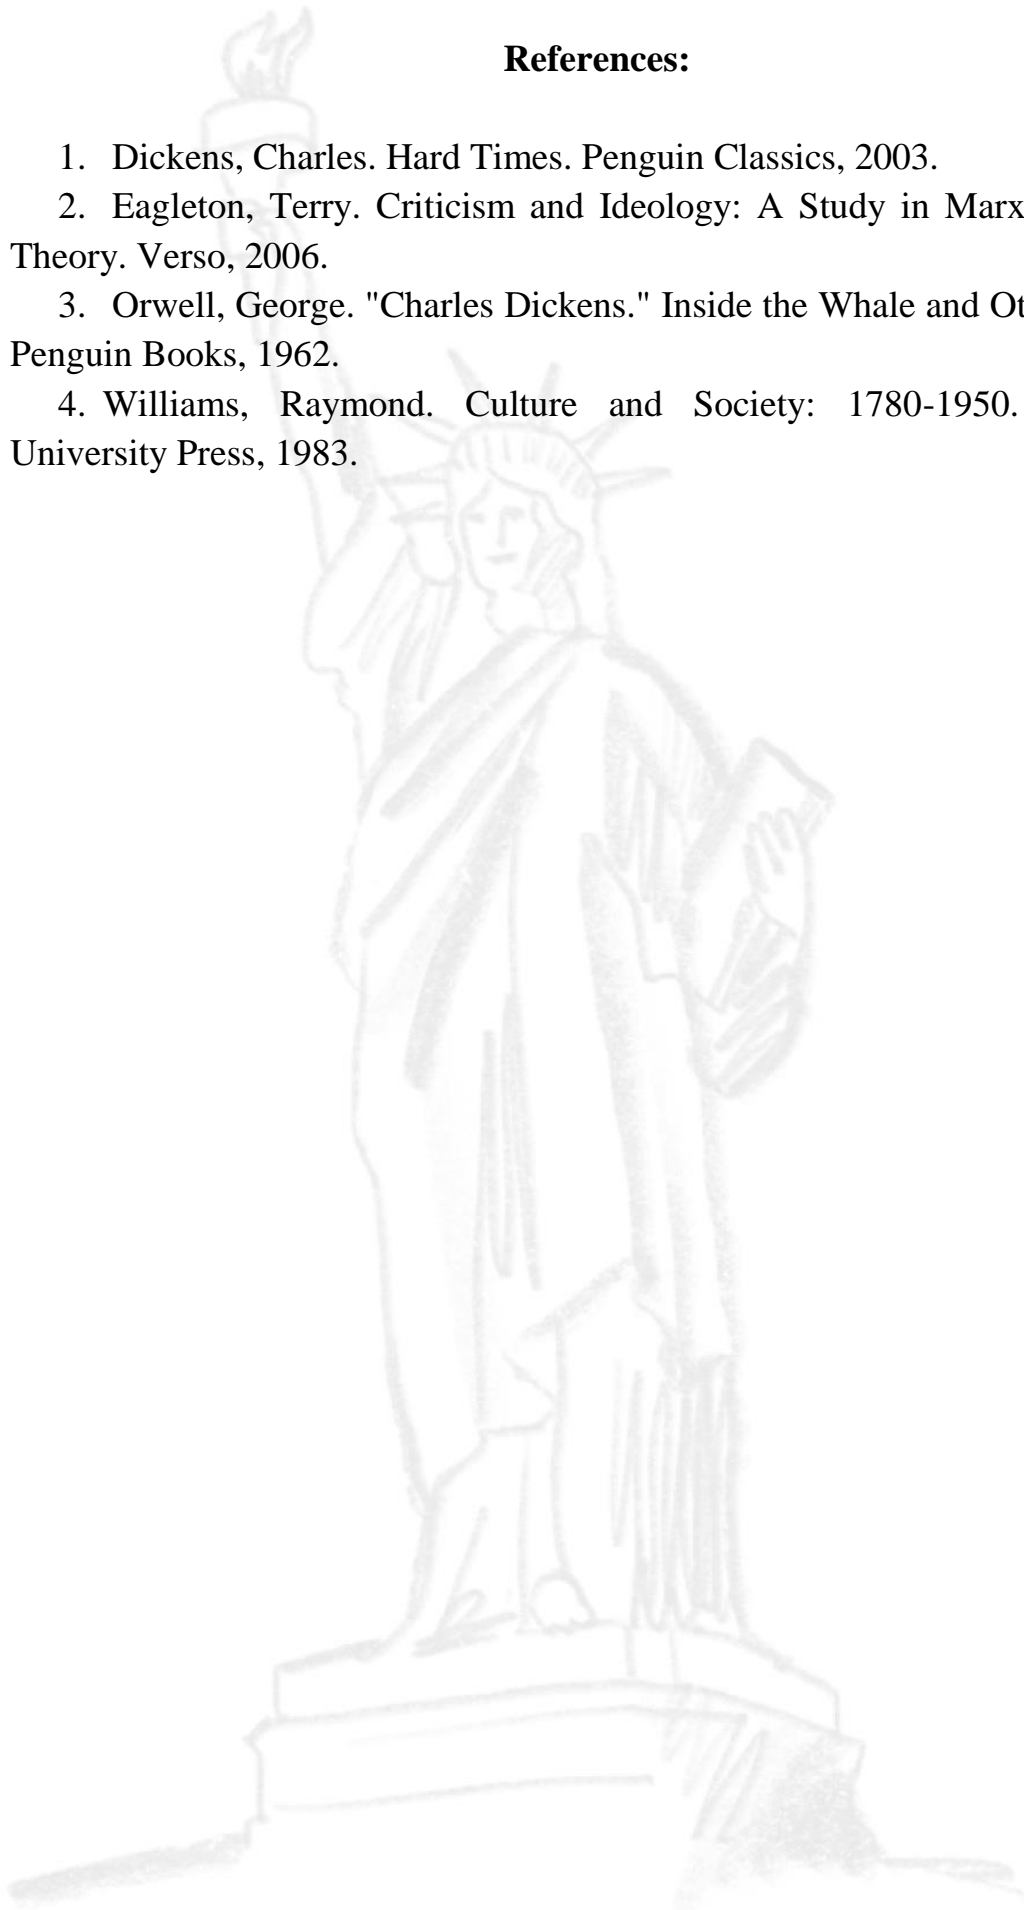 References:
1. Dickens, Charles. Hard Times. Penguin Classics, 2003.
2. Eagleton, Terry. Criticism and Ideology: A Study in Marx
Theory. Verso, 2006.
3. Orwell, George. "Charles Dickens." Inside the Whale and Ot
Penguin Books, 1962.
4. Williams, Raymond. Culture and Society: 1780-1950.
University Press, 1983.